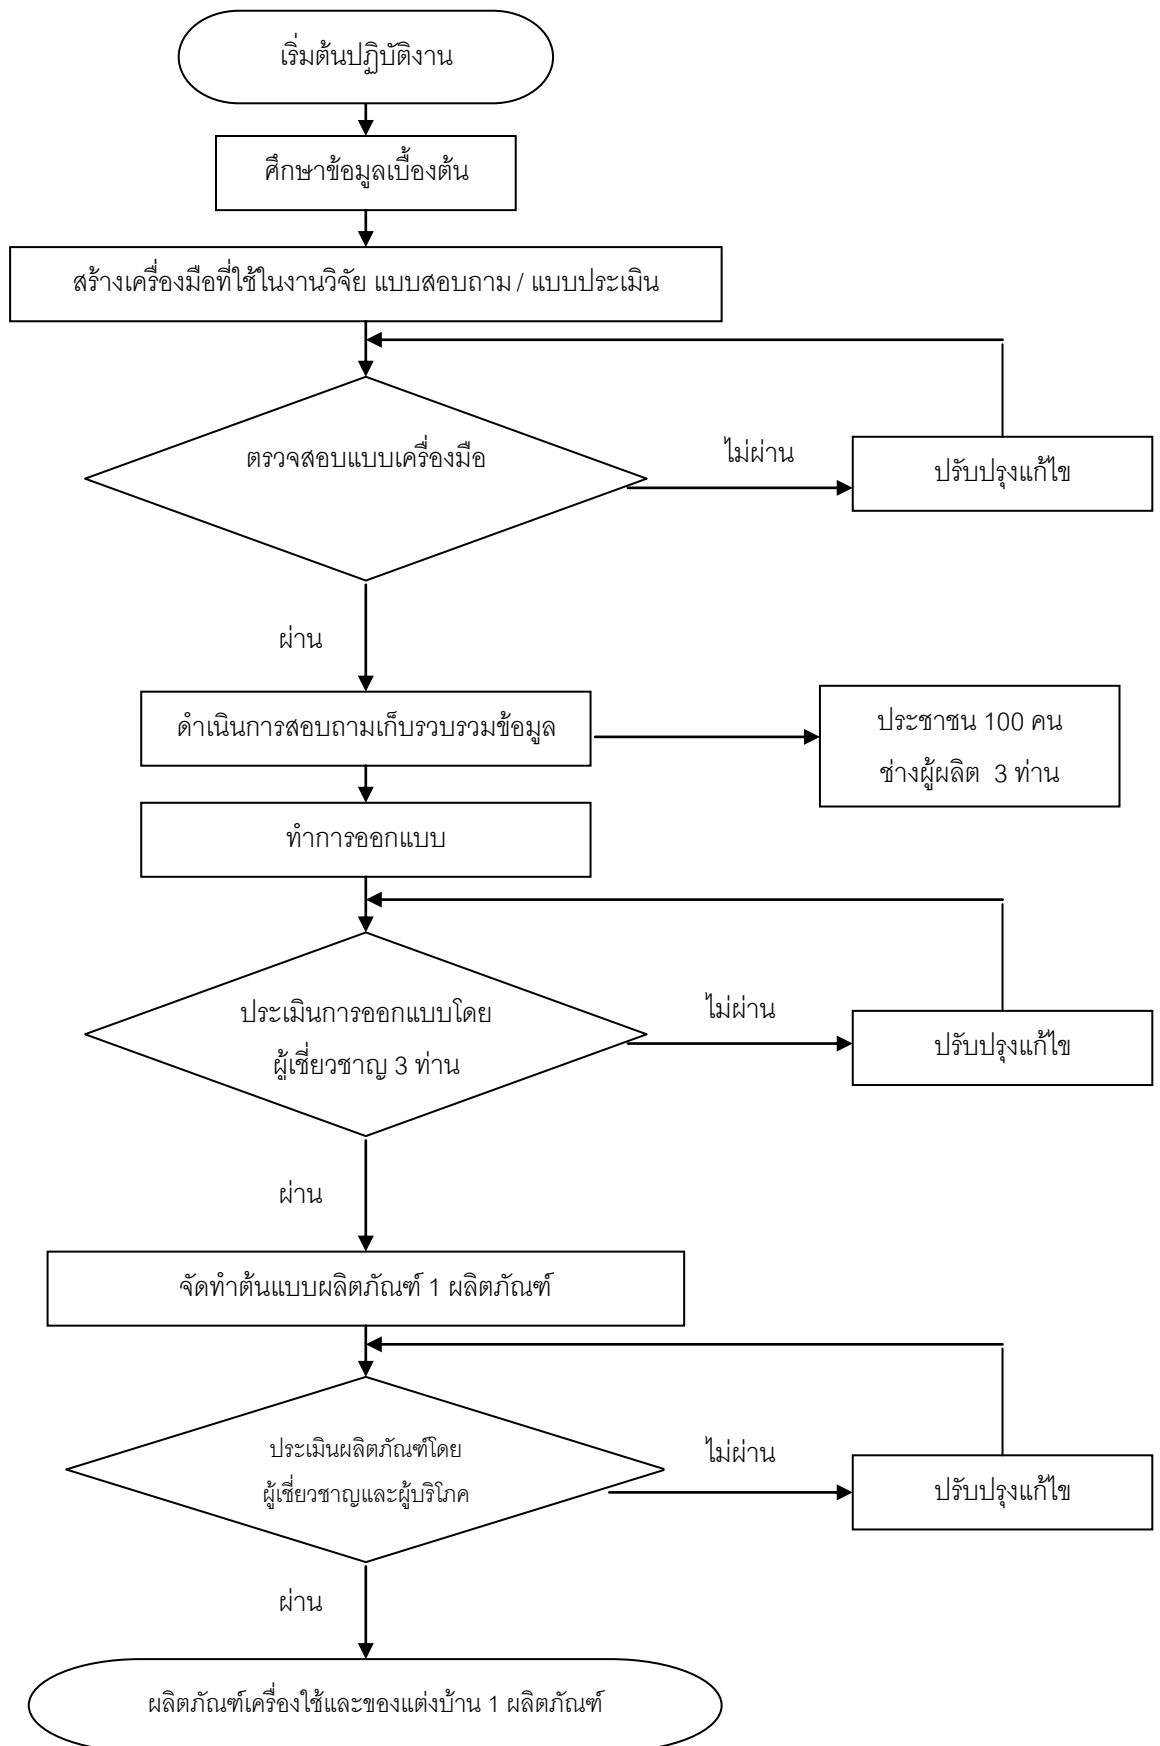 เริ่มต้นปฏิบัติงาน
ศึกษาข้อมูลเบื้องต้น
สร้างเครื่องมือที่ใช้ในงานวิจัย แบบสอบถาม / แบบประเมิน
ตรวจสอบแบบเครื่องมือ
ไม่ผ่าน
ปรับปรุงแก้ไข
ผ่าน
ดำเนินการสอบถามเก็บรวบรวมข้อมูล
ประชาชน 100 คน
ช่างผู้ผลิต 3 ท่าน
ทำการออกแบบ
ประเมินการออกแบบโดย
ผู้เชี่ยวชาญ 3 ท่าน
ไม่ผ่าน
ปรับปรุงแก้ไข
ผ่าน
จัดทำต้นแบบผลิตภัณฑ์ 1 ผลิตภัณฑ์
ประเมินผลิตภัณฑ์โดย
ผู้เชี่ยวชาญและผู้บริโภค
ไม่ผ่าน
ปรับปรุงแก้ไข
ผ่าน
ผลิตภัณฑ์เครื่องใช้และของแต่งบ้าน 1 ผลิตภัณฑ์